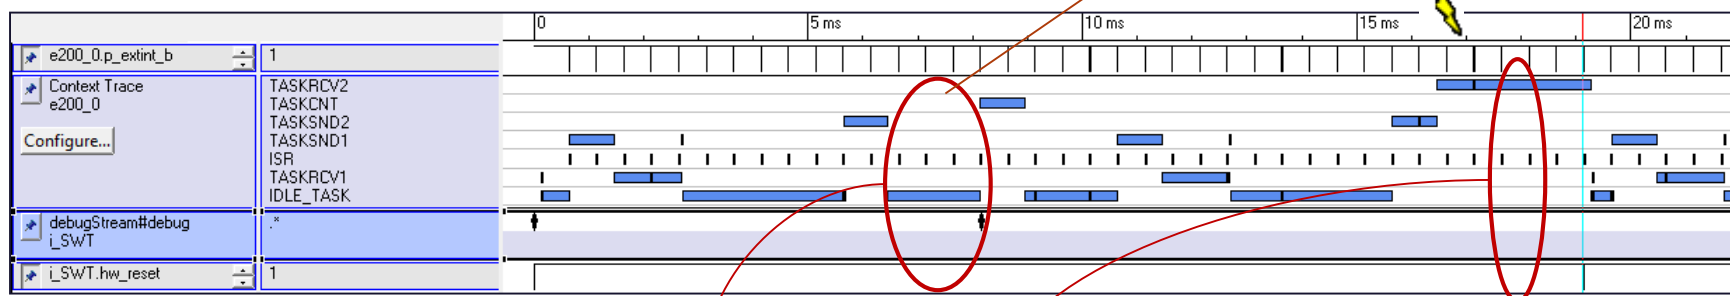 0 5 ms 10 ms 15 ms 20 ms
e200_0.p_extint_b 1
Context Trace
e200_0
Configure...
TASKRCV2
TASKCNT
TASKSND2
TASKSND1
ISR
TASKRCV1
IDLE_TASK
debugStream#debug .*
i_SWT
i_SWT.hw_reset 1